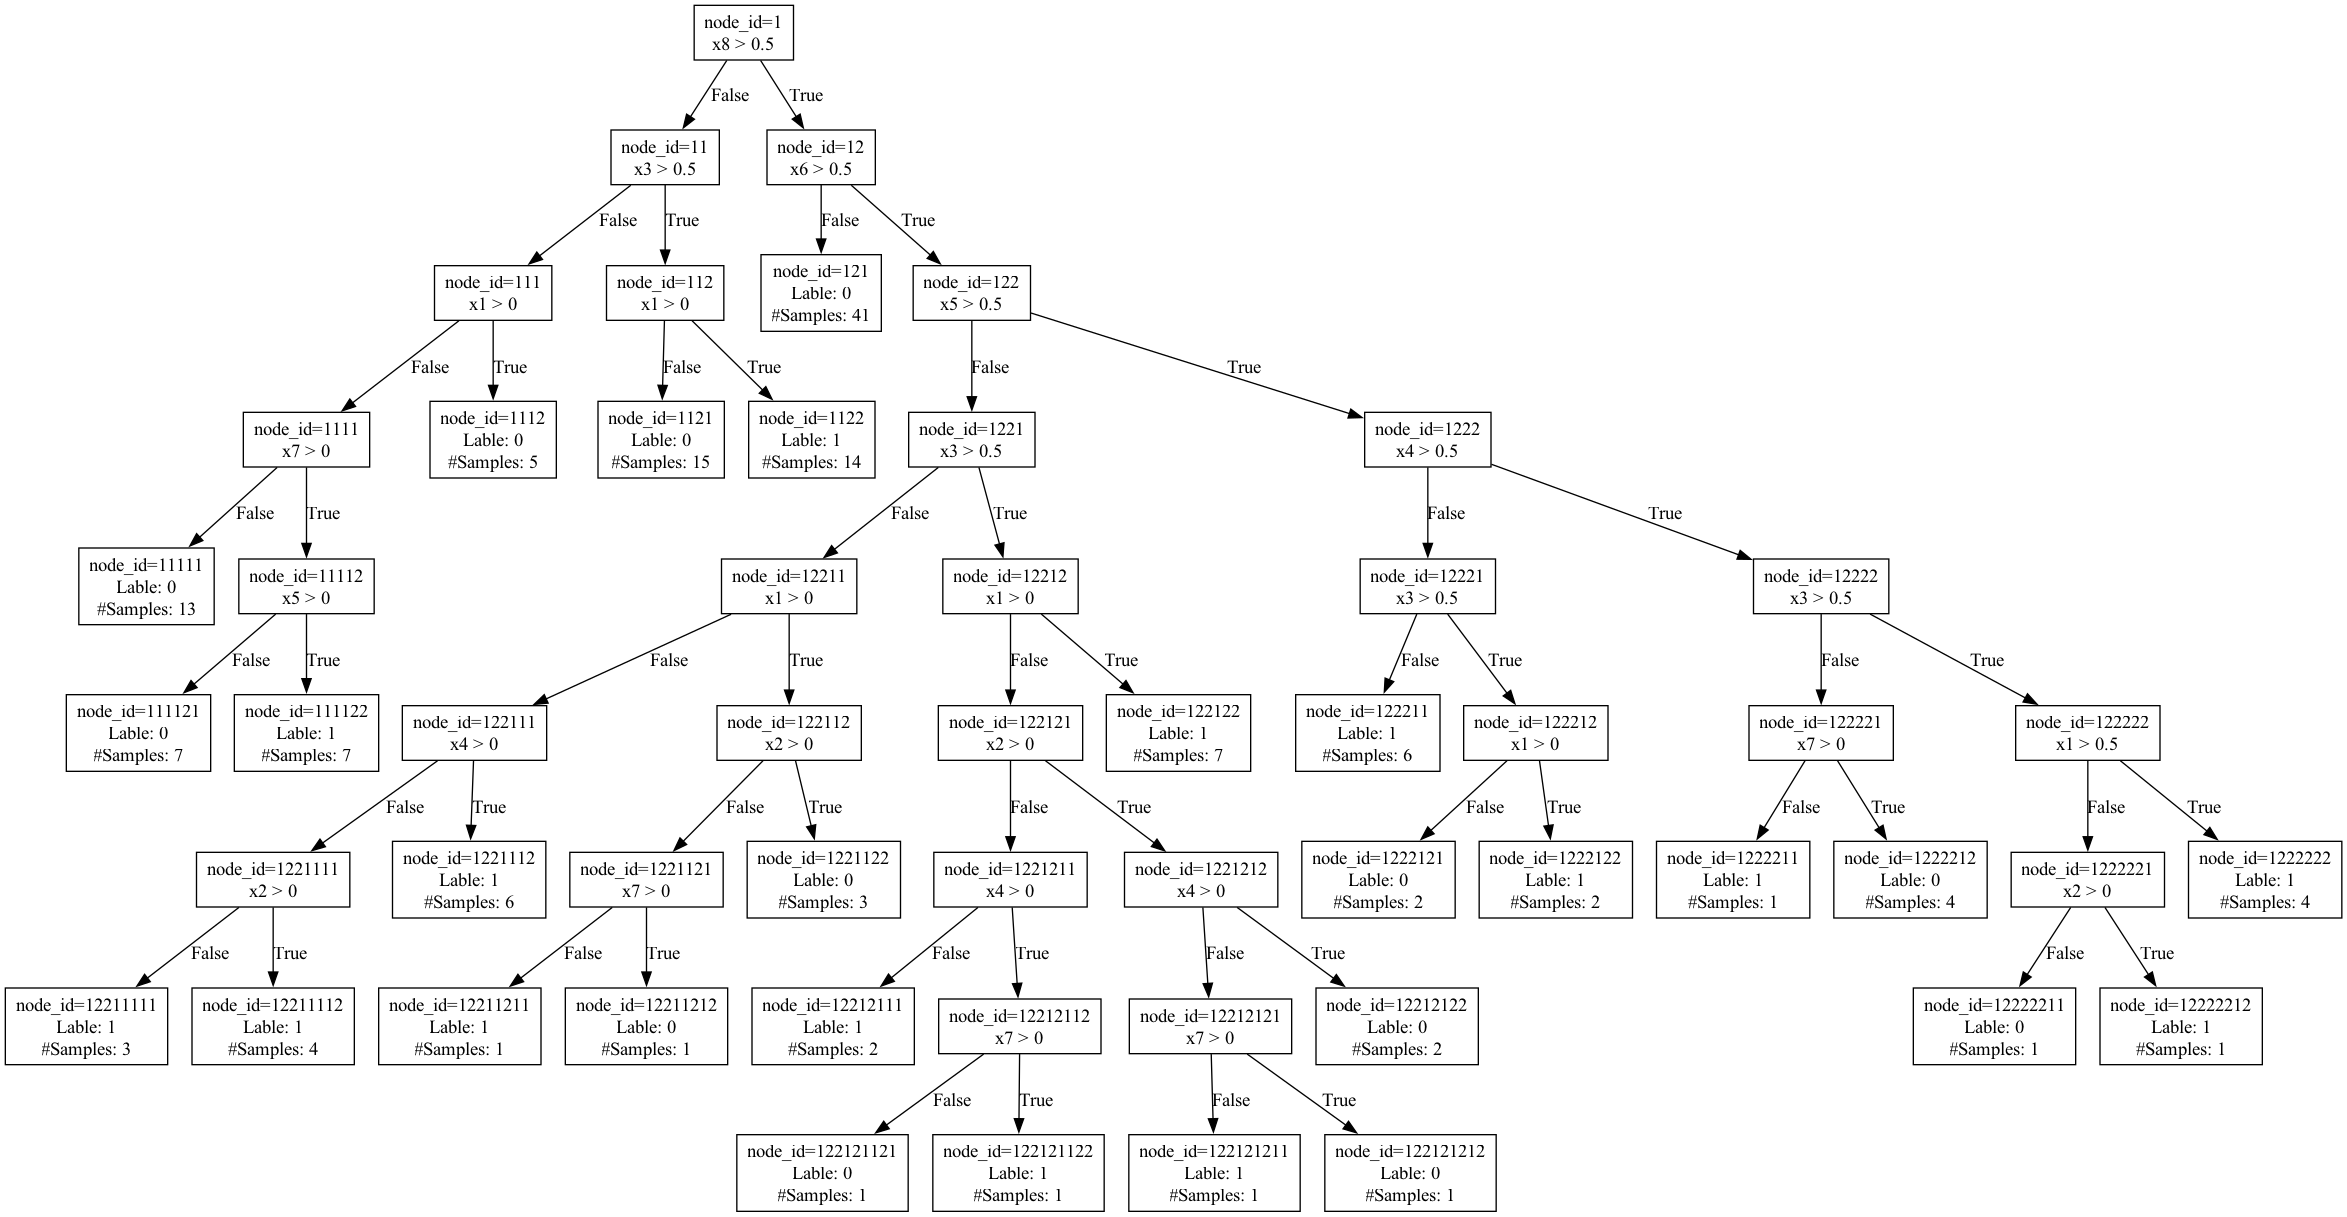 node_id=1
x8 > 0.5
False
True
node_id=11
x3 > 0.5
node_id=12
x6 > 0.5
False
True
False
True
node_id=111
x1 > 0
node_id=112
x1 > 0
node_id=121
Lable: 0
#Samples: 41
node_id=122
x5 > 0.5
False
True
False
True
False
True
node_id=1111
x7 > 0
node_id=1112
Lable: 0
#Samples: 5
node_id=1121
Lable: 0
#Samples: 15
node_id=1122
Lable: 1
#Samples: 14
node_id=1221
x3 > 0.5
node_id=1222
x4 > 0.5
False
True
False
True
False
True
node_id=11111
Lable: 0
#Samples: 13
node_id=11112
x5 > 0
node_id=12211
x1 > 0
node_id=12212
x1 > 0
node_id=12221
x3 > 0.5
node_id=12222
x3 > 0.5
False
True
False
True
False
True
False
True
False
True
node_id=111121
Lable: 0
#Samples: 7
node_id=111122
Lable: 1
#Samples: 7
node_id=122111
x4 > 0
node_id=122112
x2 > 0
node_id=122121
x2 > 0
node_id=122122
Lable: 1
#Samples: 7
node_id=122211
Lable: 1
#Samples: 6
node_id=122212
x1 > 0
node_id=122221
x7 > 0
node_id=122222
x1 > 0.5
False
True
False
True
False
True
False
True
False
True
False
True
node_id=1221111
x2 > 0
node_id=1221112
Lable: 1
#Samples: 6
node_id=1221121
x7 > 0
node_id=1221122
Lable: 0
#Samples: 3
node_id=1221211
x4 > 0
node_id=1221212
x4 > 0
node_id=1222121
Lable: 0
#Samples: 2
node_id=1222122
Lable: 1
#Samples: 2
node_id=1222211
Lable: 1
#Samples: 1
node_id=1222212
Lable: 0
#Samples: 4
node_id=1222221
x2 > 0
node_id=1222222
Lable: 1
#Samples: 4
False
True
False
True
False
True
False
True
False
True
node_id=12211111
Lable: 1
#Samples: 3
node_id=12211112
Lable: 1
#Samples: 4
node_id=12211211
Lable: 1
#Samples: 1
node_id=12211212
Lable: 0
#Samples: 1
node_id=12212111
Lable: 1
#Samples: 2
node_id=12212112
x7 > 0
node_id=12212121
x7 > 0
node_id=12212122
Lable: 0
#Samples: 2
node_id=12222211
Lable: 0
#Samples: 1
node_id=12222212
Lable: 1
#Samples: 1
False
True
False
True
node_id=122121121
Lable: 0
#Samples: 1
node_id=122121122
Lable: 1
#Samples: 1
node_id=122121211
Lable: 1
#Samples: 1
node_id=122121212
Lable: 0
#Samples: 1